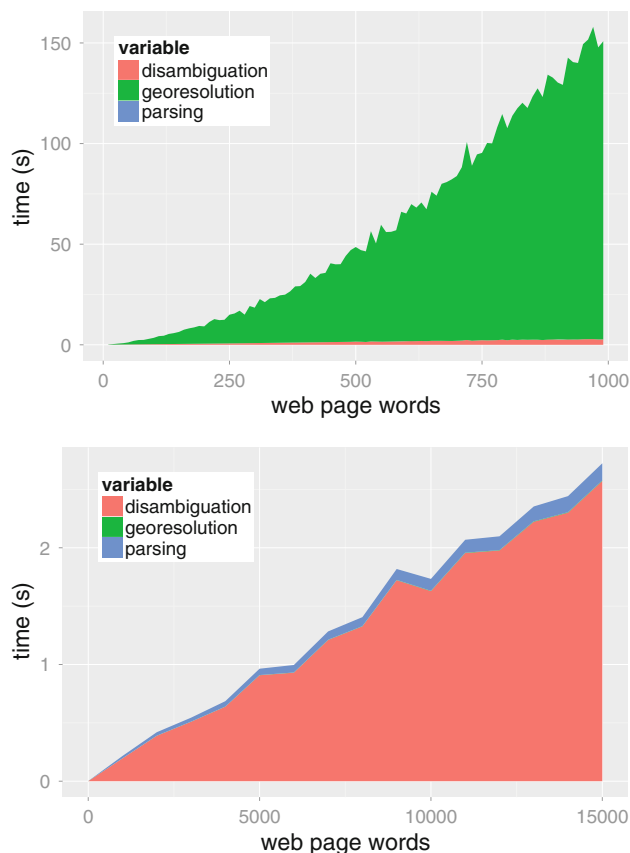 150
100
50
0
time (s)
variable
disambiguation
georesolution
parsing
0 250 500 750 1000
web page words
2
1
0
time (s)
variable
disambiguation
georesolution
parsing
0 5000 10000 15000
web page words